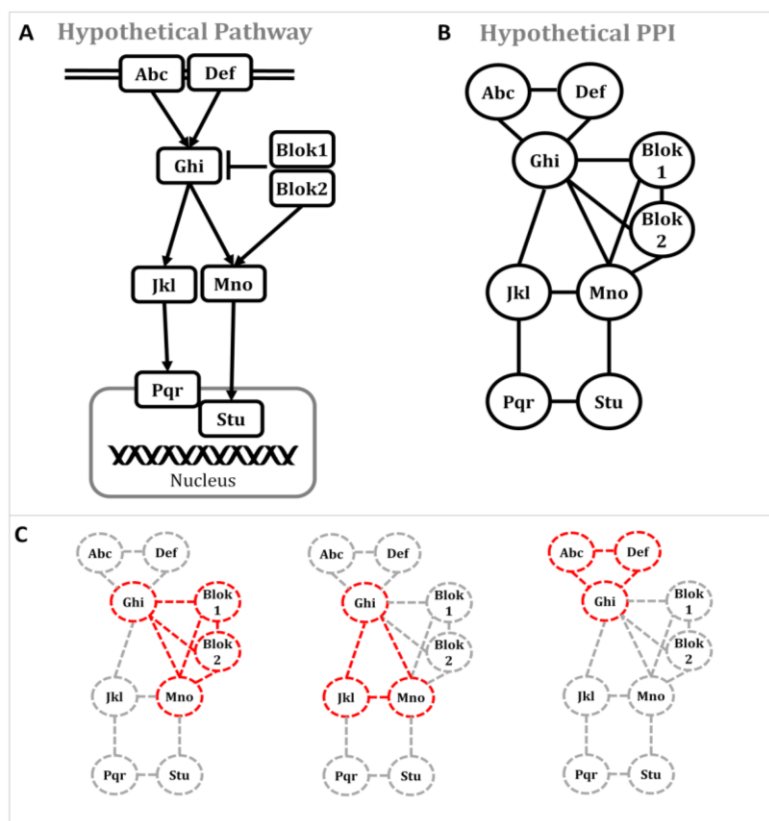 A Hypothetical Pathway
Abc Def
Ghi
Blok1
Blok2
Jkl Mno
Pqr
Stu
Nucleus
B Hypothetical PPI
Abc Def
Ghi
Blok
1
Blok
2
Jkl Mno
Pqr Stu
C
Abc Def
Ghi
Blok
1
Blok
2
Jkl Mno
Pqr Stu
Abc Def
Ghi
Blok
1
Blok
2
Jkl Mno
Pqr Stu
Abc Def
Ghi
Blok
1
Blok
2
Jkl Mno
Pqr Stu